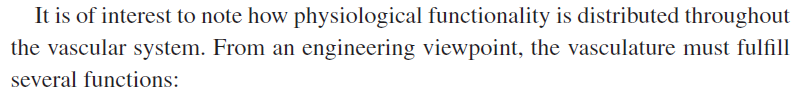 It is of interest to note how physiological functionality is distributed throughout
the vascular system. From an engineering viewpoint, the vasculature must fulfill
several functions: